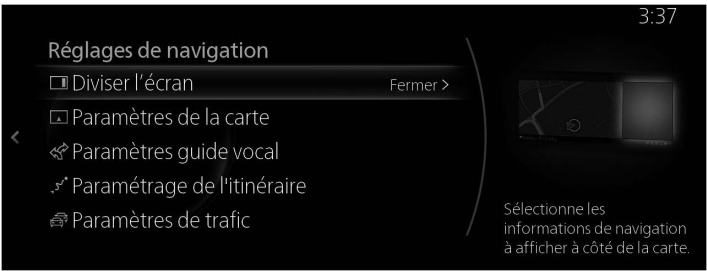 3:37
Réglages de navigation
Diviser l'écran Fermer >
Paramètres de la carte
Paramètres guide vocal
Paramétrage de l'itinéraire
Paramètres de trafic
Sélectionne les
informations de navigation
à afficher à côté de la carte.